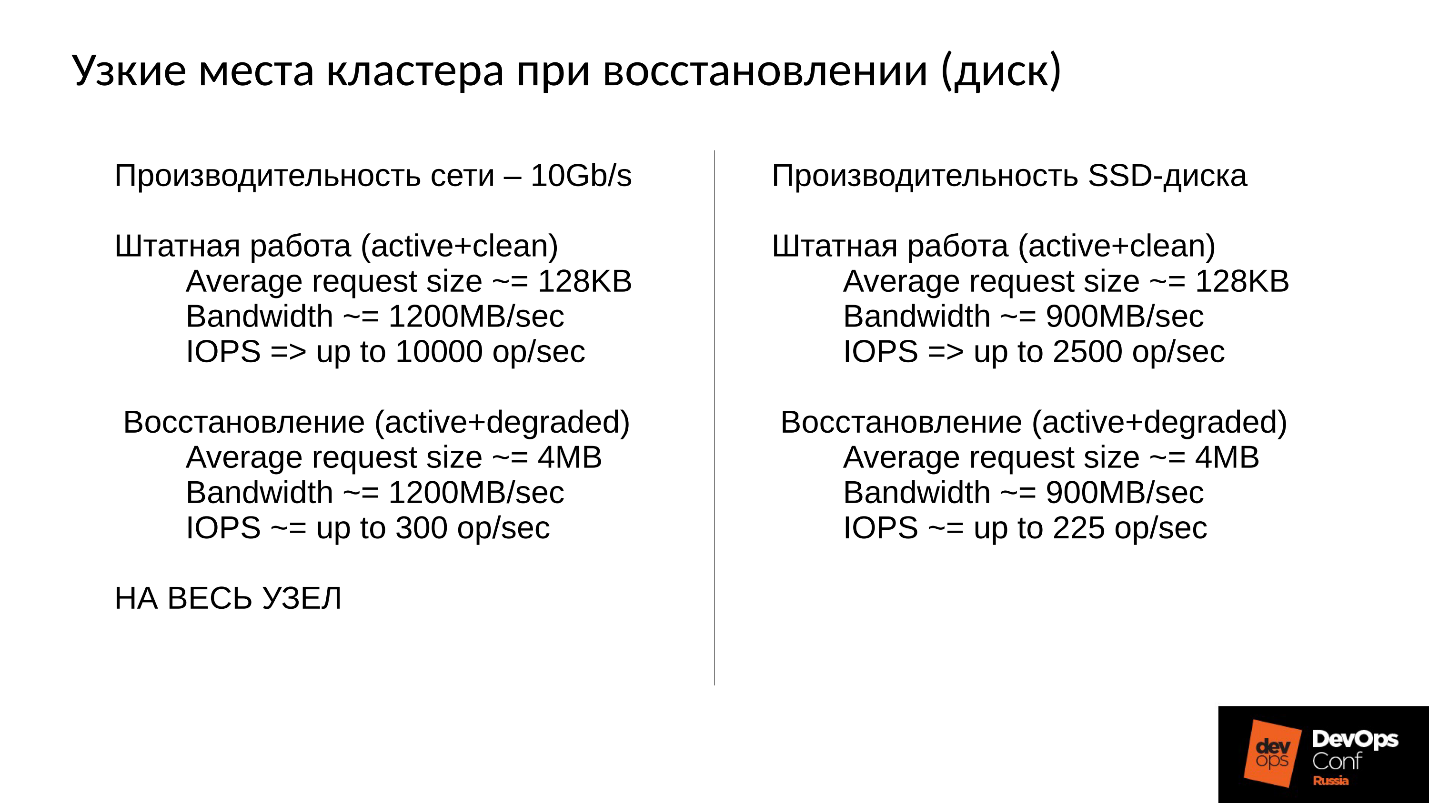 Узкие места кластера при восстановлении (диск)
Производительность сети – 10Gb/s
Штатная работа (active+clean)
Average request size ~= 128KB
Bandwidth ~= 1200MB/sec
IOPS => up to 10000 op/sec
Восстановление (active+degraded)
Average request size ~= 4MB
Bandwidth ~= 1200MB/sec
IOPS ~= up to 300 op/sec
НА ВЕСЬ УЗЕЛ
Производительность SSD-диска
Штатная работа (active+clean)
Average request size ~= 128KB
Bandwidth ~= 900MB/sec
IOPS => up to 2500 op/sec
Восстановление (active+degraded)
Average request size ~= 4MB
Bandwidth ~= 900MB/sec
IOPS ~= up to 225 op/sec
dev
ops
DevOps
Conf
Russia